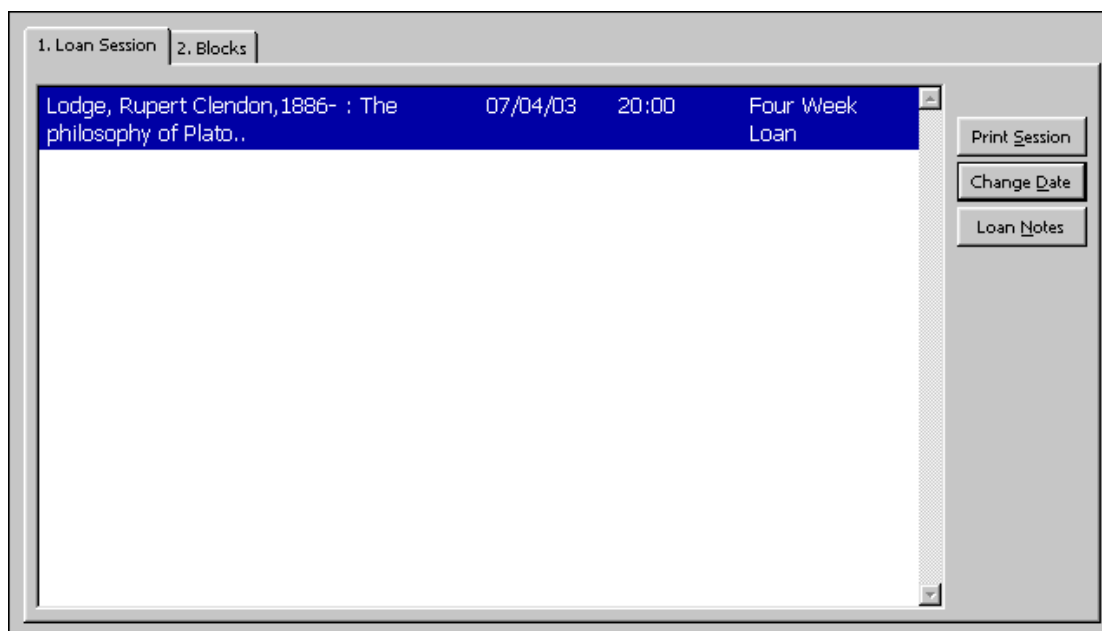 1. Loan Session 2. Blocks
Lodge, Rupert Clendon,1886- : The 07/04/03 20:00 Four Week
philosophy of Plato.. Loan
Print Session
Change Date
Loan Notes